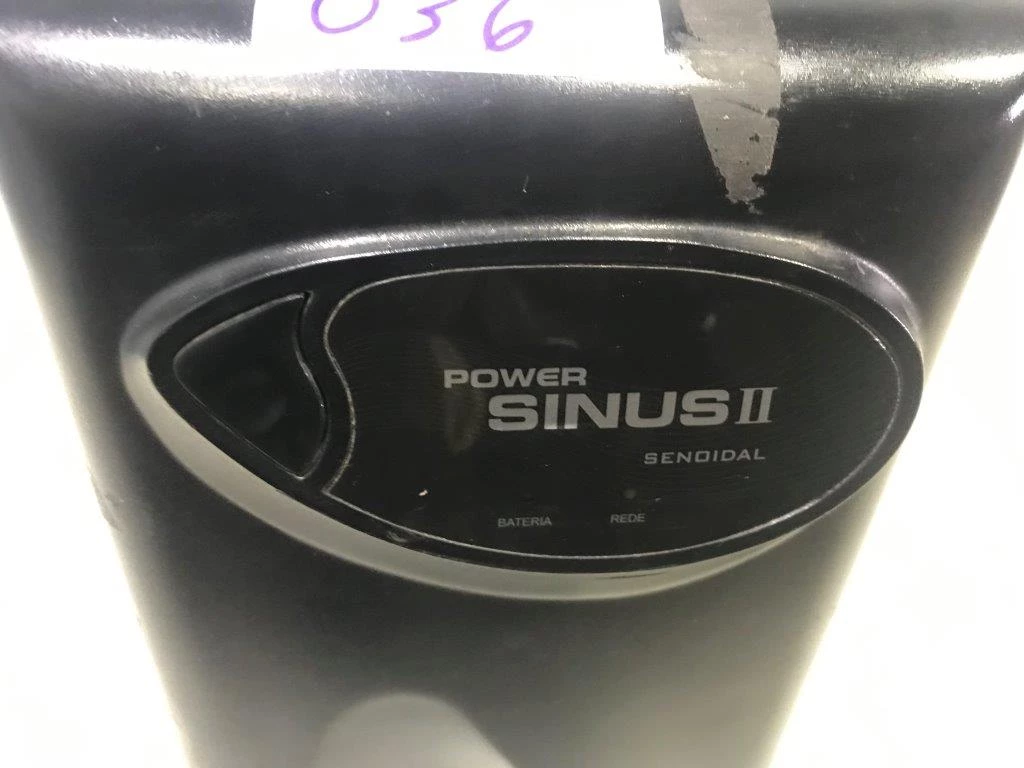 036
POWER
SINUS II
SENOIDAL
BATERIA REDE